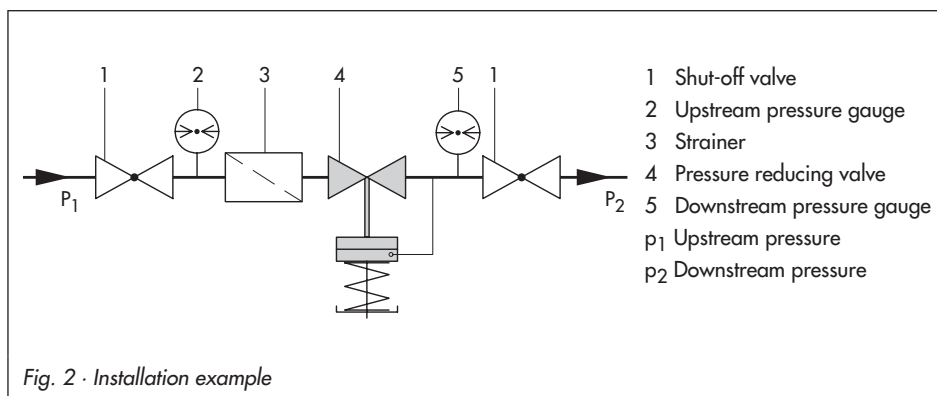 1 2 3 4 5 1
P1 P2
1 Shut-off valve
2 Upstream pressure gauge
3 Strainer
4 Pressure reducing valve
5 Downstream pressure gauge
p1 Upstream pressure
p2 Downstream pressure
Fig. 2 · Installation example